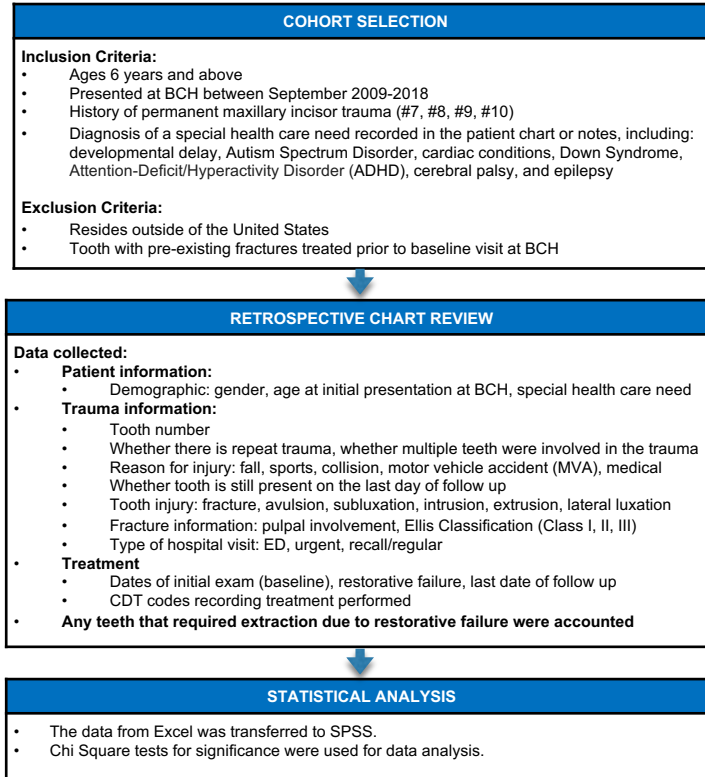 COHORT SELECTION
Inclusion Criteria:
• Ages 6 years and above
• Presented at BCH between September 2009-2018
• History of permanent maxillary incisor trauma (#7, #8, #9, #10)
• Diagnosis of a special health care need recorded in the patient chart or notes, including:
developmental delay, Autism Spectrum Disorder, cardiac conditions, Down Syndrome,
Attention-Deficit/Hyperactivity Disorder (ADHD), cerebral palsy, and epilepsy
Exclusion Criteria:
• Resides outside of the United States
• Tooth with pre-existing fractures treated prior to baseline visit at BCH
RETROSPECTIVE CHART REVIEW
Data collected:
• Patient information:
• Demographic: gender, age at initial presentation at BCH, special health care need
• Trauma information:
• Tooth number
• Whether there is repeat trauma, whether multiple teeth were involved in the trauma
• Reason for injury: fall, sports, collision, motor vehicle accident (MVA), medical
• Whether tooth is still present on the last day of follow up
• Tooth injury: fracture, avulsion, subluxation, intrusion, extrusion, lateral luxation
• Fracture information: pulpal involvement, Ellis Classification (Class I, II, III)
• Type of hospital visit: ED, urgent, recall/regular
• Treatment
• Dates of initial exam (baseline), restorative failure, last date of follow up
• CDT codes recording treatment performed
• Any teeth that required extraction due to restorative failure were accounted
STATISTICAL ANALYSIS
• The data from Excel was transferred to SPSS.
• Chi Square tests for significance were used for data analysis.